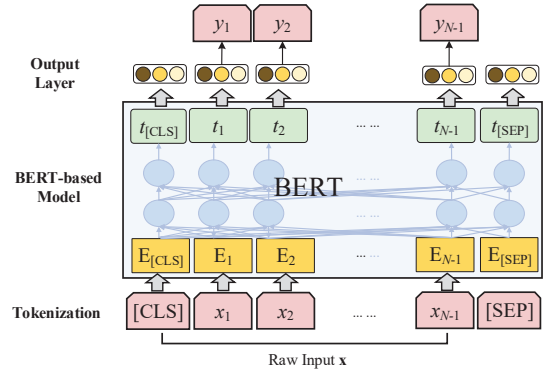 y1 y2 yN-1
Output
Layer
t[CLS] t1 t2 ... ... tN-1 t[SEP]
BERT-based
Model
BERT
... ...
... ...
E[CLS] E1 E2 ... EN-1 E[SEP]
Tokenization [CLS] x1 x2 ... ... xN-1 [SEP]
Raw Input x